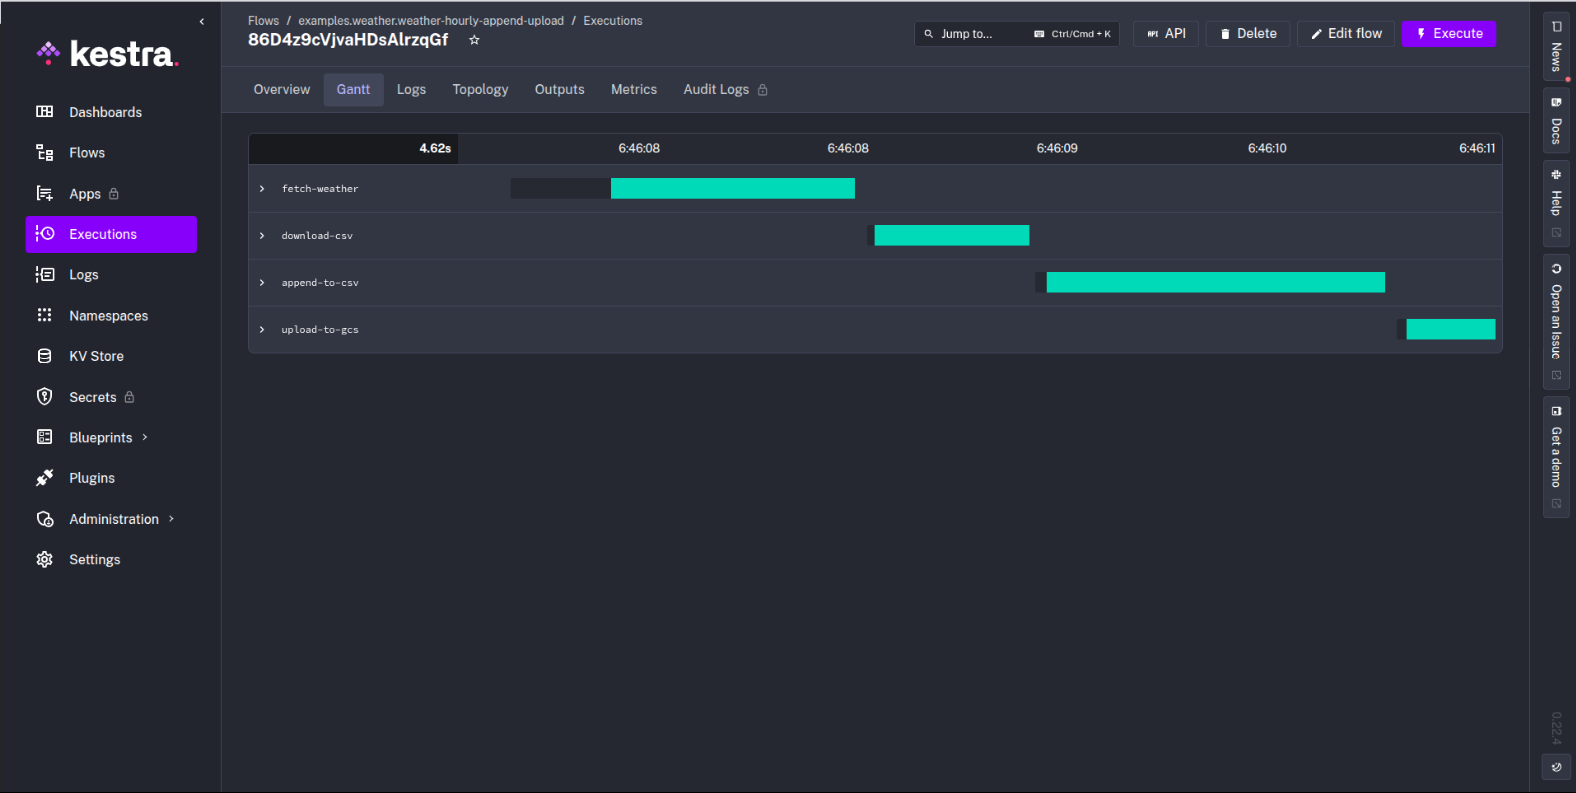 kestra.
Dashboards
Flows
Apps
Executions
Logs
Namespaces
KV Store
Secrets
Blueprints
Plugins
Administration
Settings
Flows / examples.weather.weather-hourly-append-upload / Executions
86D4z9cVjvaHDsAlrzqGf
Jump to... Ctrl/Cmd + K
API API
Delete
Edit flow
Execute
Overview Gantt Logs Topology Outputs Metrics Audit Logs
4.62s 6:46:08 6:46:08 6:46:09 6:46:10 6:46:11
fetch-weather
download-csv
append-to-csv
upload-to-gcs
News
Docs
Help
Open an Issue
Get a demo
0.22.4